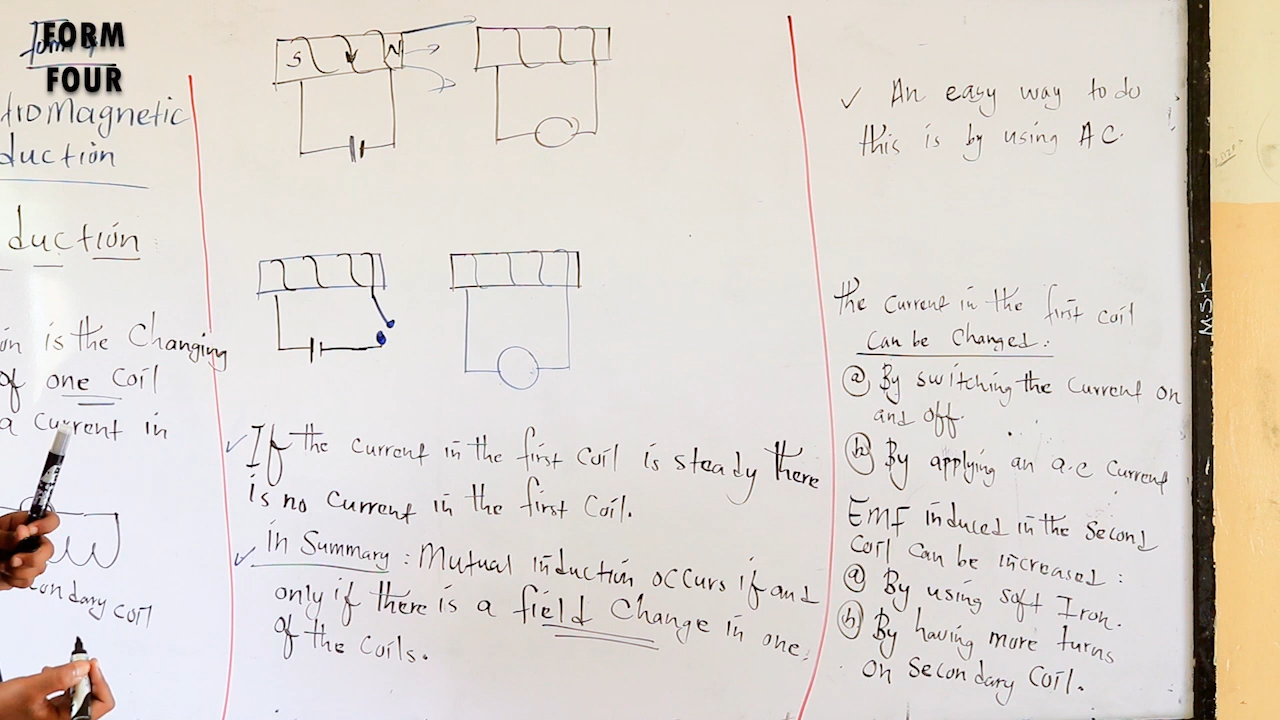 FORM
FOUR
tromagnetic
duction
duction
ion is the Changing
of one Coil
a current in
condary coil
S
N
If the current in the first coil is steady there
is no current in the first coil.
in Summary: Mutual induction occurs if and
only if there is a field Change in one
of the coils.
✓ An easy way to do
this is by using AC.
the current in the first coil
can be Changed:
(a) By switching the current on
and off.
(b) By applying an a.c current
EMF induced in the second
coil can be increased:
(a) By using soft Iron.
(b) By having more turns
on secondary coil.
M.S.K